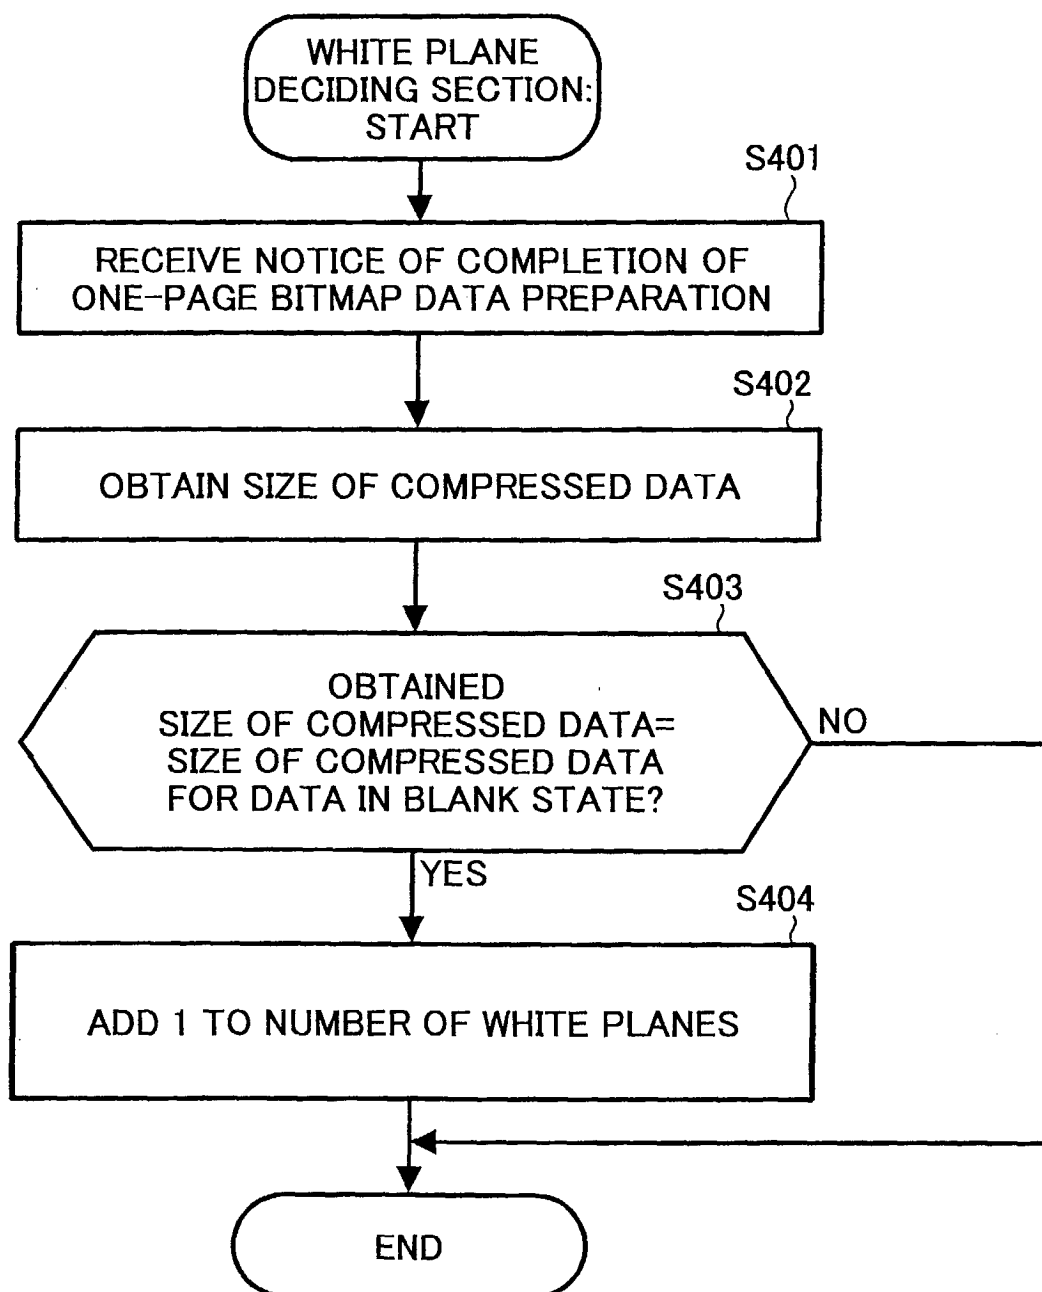 WHITE PLANE
DECIDING SECTION:
START
S401
RECEIVE NOTICE OF COMPLETION OF
ONE-PAGE BITMAP DATA PREPARATION
S402
OBTAIN SIZE OF COMPRESSED DATA
S403
OBTAINED
SIZE OF COMPRESSED DATA=
SIZE OF COMPRESSED DATA
FOR DATA IN BLANK STATE?
NO
YES
S404
ADD 1 TO NUMBER OF WHITE PLANES
END